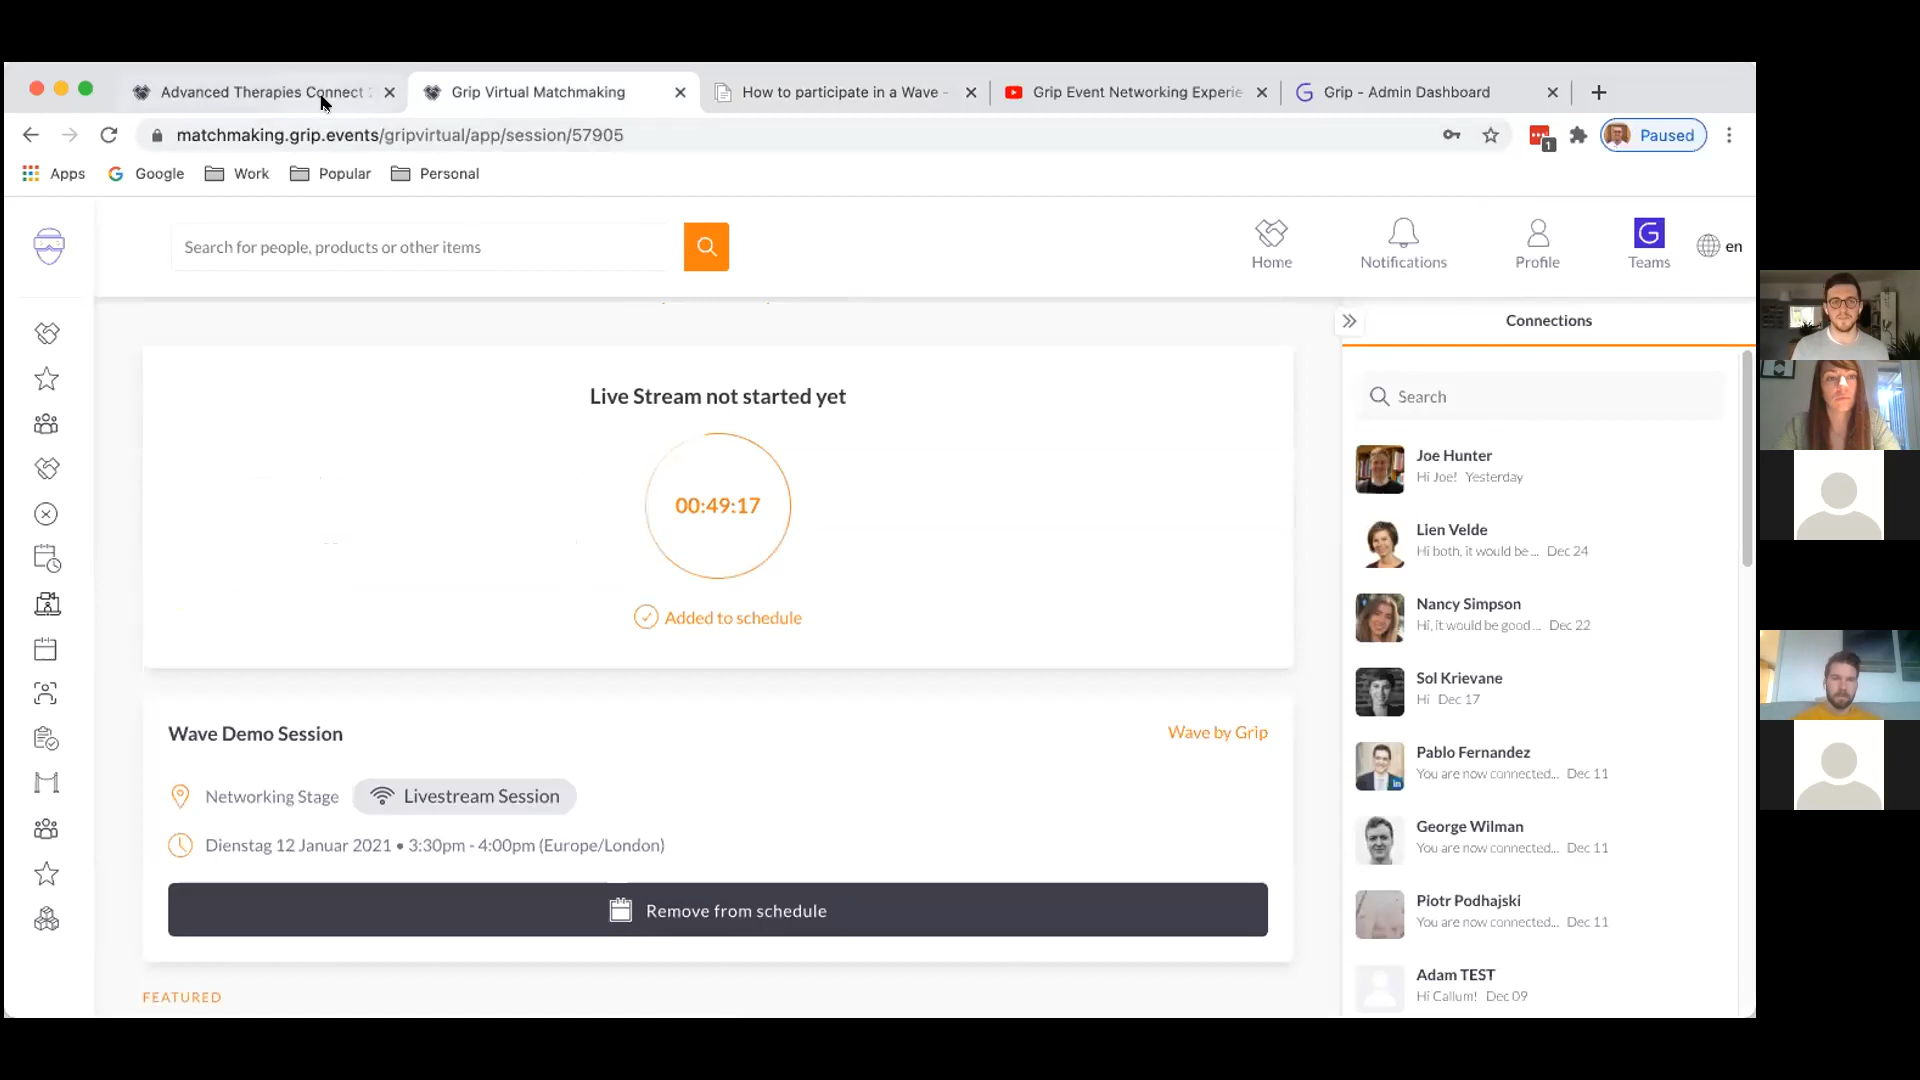 Advanced Therapies Connect 2
Grip Virtual Matchmaking
How to participate in a Wave -
Grip Event Networking Experie
Grip - Admin Dashboard
matchmaking.grip.events/gripvirtual/app/session/57905
1
Paused
Apps
Google
Work
Popular
Personal
Search for people, products or other items
Home
Notifications
Profile
G
Teams
en
Connections
Search
Live Stream not started yet
00:49:17
Added to schedule
Wave Demo Session
Wave by Grip
Networking Stage
Livestream Session
Dienstag 12 Januar 2021 • 3:30pm - 4:00pm (Europe/London)
Remove from schedule
FEATURED
Joe Hunter
Hi Joe! Yesterday
Lien Velde
Hi both, it would be ... Dec 24
Nancy Simpson
Hi, it would be good ... Dec 22
Sol Krievane
Hi Dec 17
Pablo Fernandez
You are now connected... Dec 11
in
George Wilman
You are now connected... Dec 11
Piotr Podhajski
You are now connected... Dec 11
Adam TEST
Hi Callum! Dec 09